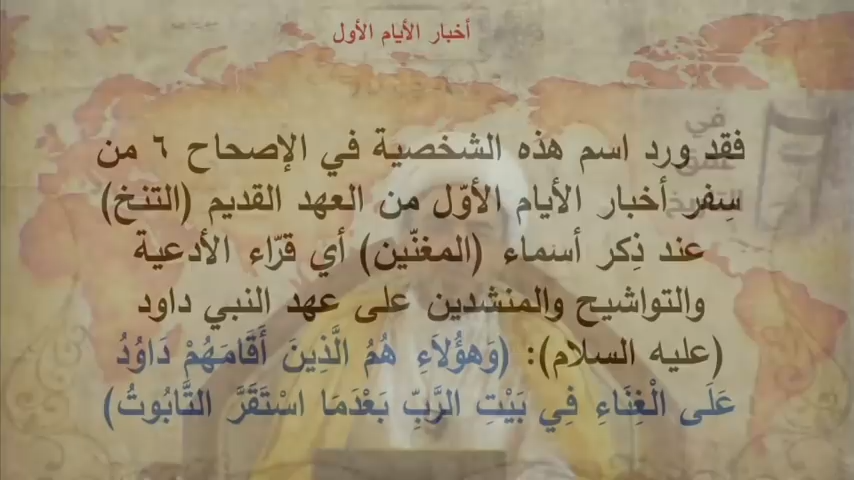 أخبار الأيام الأول
فقد ورد اسم هذه الشخصية في الإصحاح ٦ من
سِفر أخبار الأيام الأوّل من العهد القديم (التنخ)
عند ذِكر أسماء (المغنّين) أي قرّاء الأدعية
والتواشيح والمنشدين على عهد النبي داود
(عليه السلام): (وَهؤُلَاءِ هُمُ الَّذِينَ أَقَامَهُمْ دَاوُدُ
عَلَى الْغِنَاءِ فِي بَيْتِ الرَّبِّ بَعْدَمَا اسْتَقَرَّ التَّابُوتُ)
في